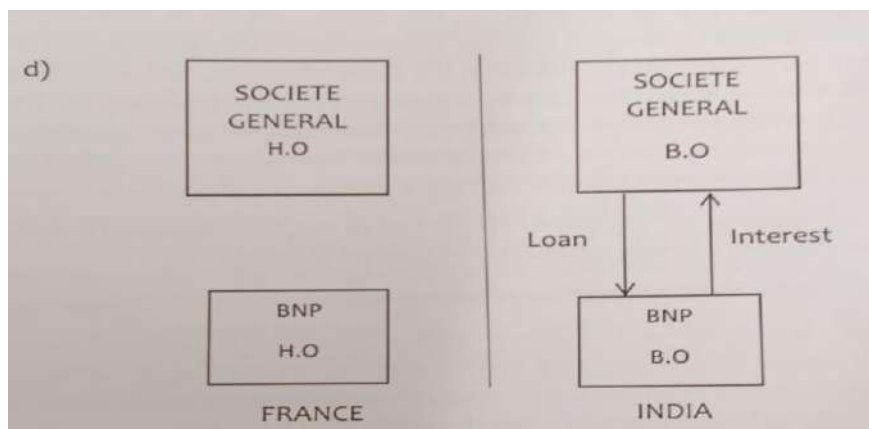 d)
SOCIETE
GENERAL
H.O
SOCIETE
GENERAL
B.O
Loan
Interest
BNP
H.O
BNP
B.O
FRANCE
INDIA